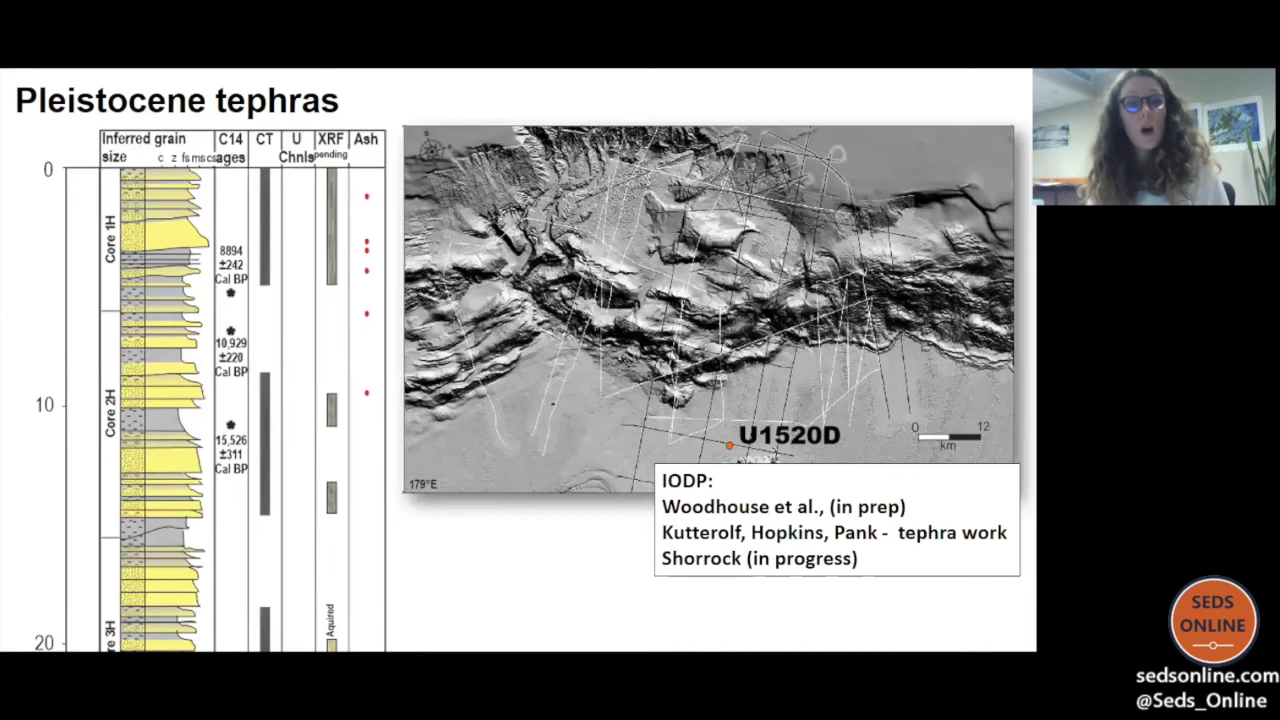 Pleistocene tephras
Inferred grain size
c z fs ms cs
C14 ages
CT
U Chnls
XRF pending
Ash
0
10
20
Core 1H
Core 2H
re 3H
8894
±242
Cal BP
10,929
±220
Cal BP
15,526
±311
Cal BP
Aquired
179°E
U1520D
0 12
km
IODP:
Woodhouse et al., (in prep)
Kutterolf, Hopkins, Pank - tephra work
Shorrock (in progress)
SEDS
ONLINE
sedsonline.com
@Seds_Online